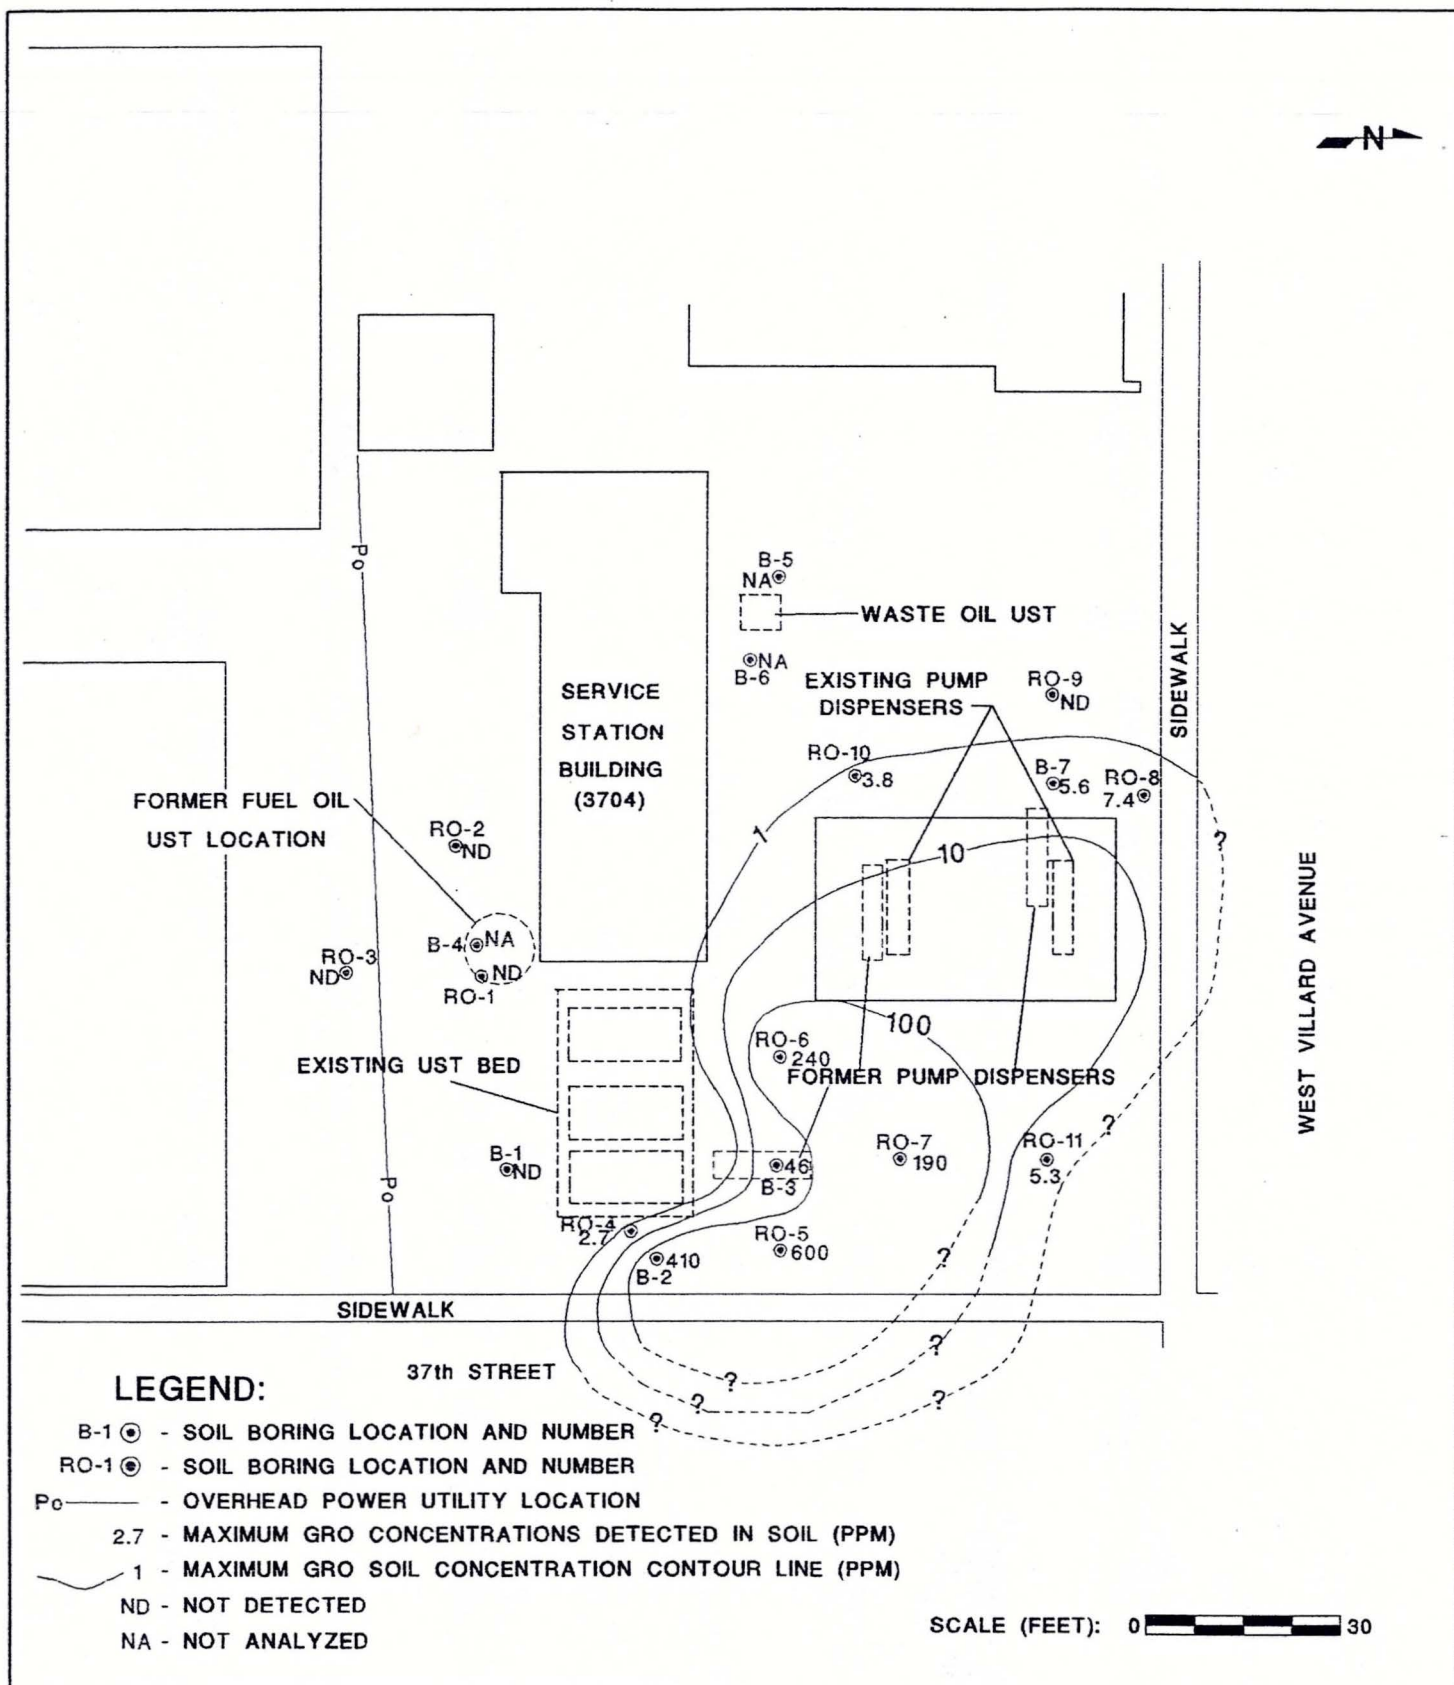 N
Po
B-5
NA
WASTE OIL UST
NA
B-6
EXISTING PUMP
DISPENSERS
RO-9
ND
SIDEWALK
SERVICE
STATION
BUILDING
(3704)
RO-10
3.8
B-7
5.6
RO-8
7.4
FORMER FUEL OIL
UST LOCATION
RO-2
ND
1
10
?
WEST VILLARD AVENUE
B-4
NA
RO-3
ND
ND
RO-1
100
RO-6
240
EXISTING UST BED
FORMER PUMP DISPENSERS
?
B-1
ND
46
B-3
RO-7
190
RO-11
5.3
Po
RO-4
2.7
410
B-2
RO-5
600
?
SIDEWALK
?
37th STREET
?
?
?
?
LEGEND:
B-1 - SOIL BORING LOCATION AND NUMBER
RO-1 - SOIL BORING LOCATION AND NUMBER
Po - OVERHEAD POWER UTILITY LOCATION
2.7 - MAXIMUM GRO CONCENTRATIONS DETECTED IN SOIL (PPM)
1 - MAXIMUM GRO SOIL CONCENTRATION CONTOUR LINE (PPM)
ND - NOT DETECTED
NA - NOT ANALYZED
SCALE (FEET): 0 30